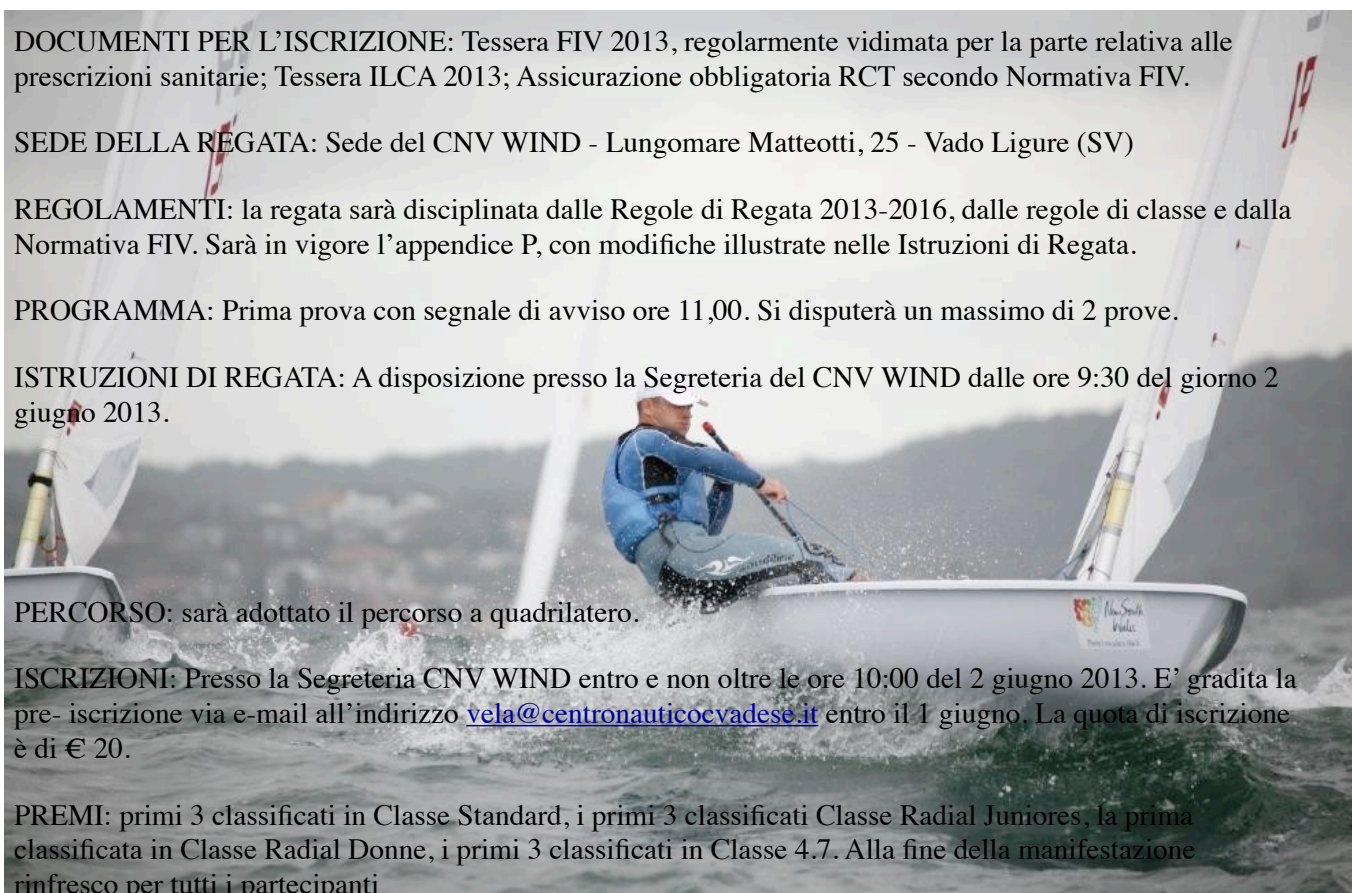 DOCUMENTI PER L’ISCRIZIONE: Tessera FIV 2013, regolarmente vidimata per la parte relativa alle
prescrizioni sanitarie; Tessera ILCA 2013; Assicurazione obbligatoria RCT secondo Normativa FIV.
SEDE DELLA REGATA: Sede del CNV WIND - Lungomare Matteotti, 25 - Vado Ligure (SV)
REGOLAMENTI: la regata sarà disciplinata dalle Regole di Regata 2013-2016, dalle regole di classe e dalla
Normativa FIV. Sarà in vigore l’appendice P, con modifiche illustrate nelle Istruzioni di Regata.
PROGRAMMA: Prima prova con segnale di avviso ore 11,00. Si disputerà un massimo di 2 prove.
ISTRUZIONI DI REGATA: A disposizione presso la Segreteria del CNV WIND dalle ore 9:30 del giorno 2
giugno 2013.
PERCORSO: sarà adottato il percorso a quadrilatero.
New South
Wales
ISCRIZIONI: Presso la Segreteria CNV WIND entro e non oltre le ore 10:00 del 2 giugno 2013. E’ gradita la
pre- iscrizione via e-mail all’indirizzo vela@centronauticocvadese.it entro il 1 giugno. La quota di iscrizione
è di € 20.
PREMI: primi 3 classificati in Classe Standard, i primi 3 classificati Classe Radial Juniores, la prima
classificata in Classe Radial Donne, i primi 3 classificati in Classe 4.7. Alla fine della manifestazione
rinfresco per tutti i partecipanti